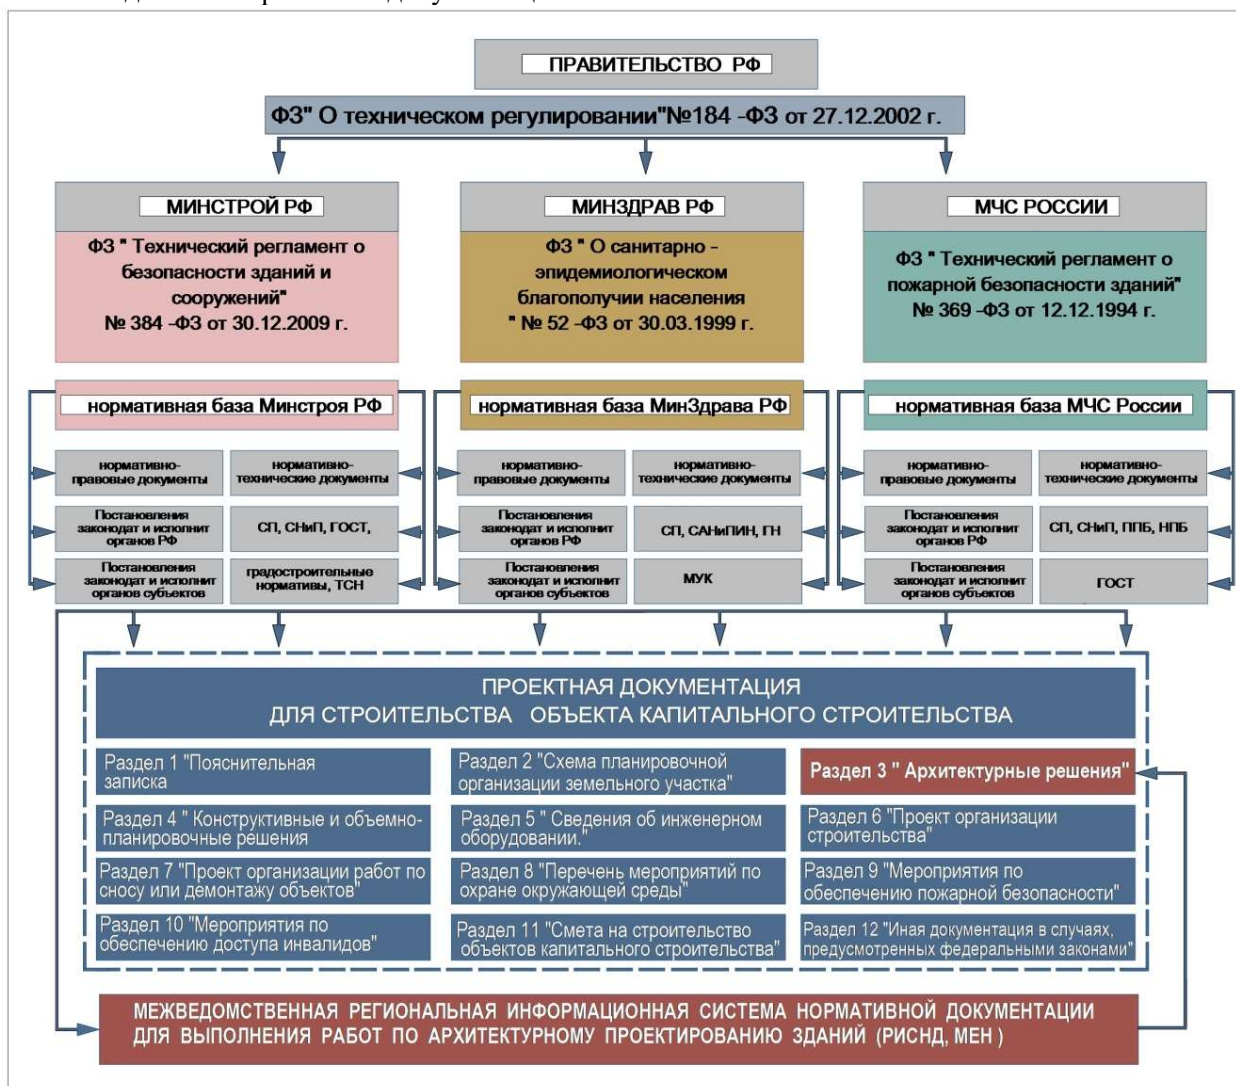 ПРАВИТЕЛЬСТВО РФ
ФЗ" О техническом регулировании"№184 -ФЗ от 27.12.2002 г.
МИНСТРОЙ РФ
ФЗ " Технический регламент о
безопасности зданий и
сооружений"
№ 384 -ФЗ от 30.12.2009 г.
МИНЗДРАВ РФ
ФЗ " О санитарно -
эпидемиологическом
благополучии населения
" № 52 -ФЗ от 30.03.1999 г.
МЧС РОССИИ
ФЗ " Технический регламент о
пожарной безопасности зданий"
№ 369 -ФЗ от 12.12.1994 г.
нормативная база Минстроя РФ
нормативно-
правовые документы
нормативно-
технические документы
Постановления
законодат и исполнит
органов РФ
СП, СНиП, ГОСТ,
Постановления
законодат и исполнит
органов субъектов
градостроительные
нормативы, ТСН
нормативная база МинЗдрава РФ
нормативно-
правовые документы
нормативно-
технические документы
Постановления
законодат и исполнит
органов РФ
СП, САНиПИН, ГН
Постановления
законодат и исполнит
органов субъектов
МУК
нормативная база МЧС России
нормативно-
правовые документы
нормативно-
технические документы
Постановления
законодат и исполнит
органов РФ
СП, СНиП, ППБ, НПБ
Постановления
законодат и исполнит
органов субъектов
ГОСТ
ПРОЕКТНАЯ ДОКУМЕНТАЦИЯ
ДЛЯ СТРОИТЕЛЬСТВА ОБЪЕКТА КАПИТАЛЬНОГО СТРОИТЕЛЬСТВА
Раздел 1 "Пояснительная
записка
Раздел 2 "Схема планировочной
организации земельного участка"
Раздел 3 " Архитектурные решения"
Раздел 4 " Конструктивные и объемно-
планировочные решения
Раздел 5 " Сведения об инженерном
оборудовании."
Раздел 6 "Проект организации
строительства"
Раздел 7 "Проект организации работ по
сносу или демонтажу объектов"
Раздел 8 "Перечень мероприятий по
охране окружающей среды"
Раздел 9 "Мероприятия по
обеспечению пожарной безопасности"
Раздел 10 "Мероприятия по
обеспечению доступа инвалидов"
Раздел 11 "Смета на строительство
объектов капитального строительства"
Раздел 12 "Иная документация в случаях,
предусмотренных федеральными законами"
МЕЖВЕДОМСТВЕННАЯ РЕГИОНАЛЬНАЯ ИНФОРМАЦИОННАЯ СИСТЕМА НОРМАТИВНОЙ ДОКУМЕНТАЦИИ
ДЛЯ ВЫПОЛНЕНИЯ РАБОТ ПО АРХИТЕКТУРНОМУ ПРОЕКТИРОВАНИЮ ЗДАНИЙ (РИСНД, МЕН )